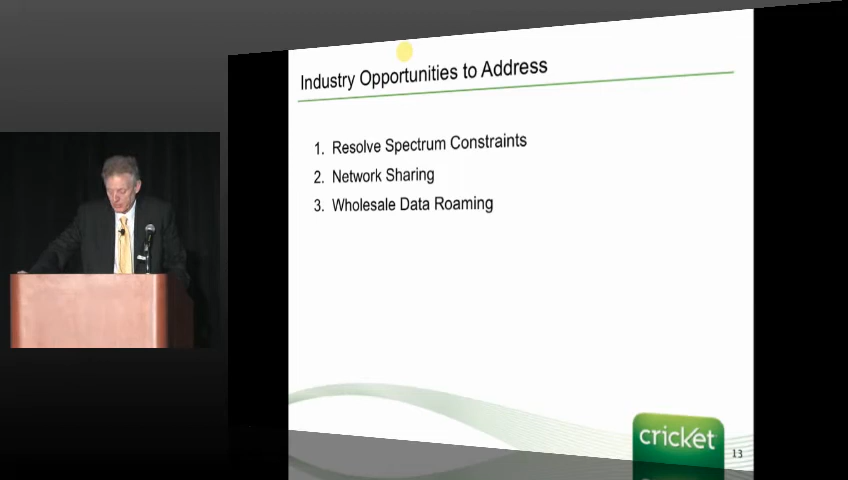 Industry Opportunities to Address
1. Resolve Spectrum Constraints
2. Network Sharing
3. Wholesale Data Roaming
cricket
13